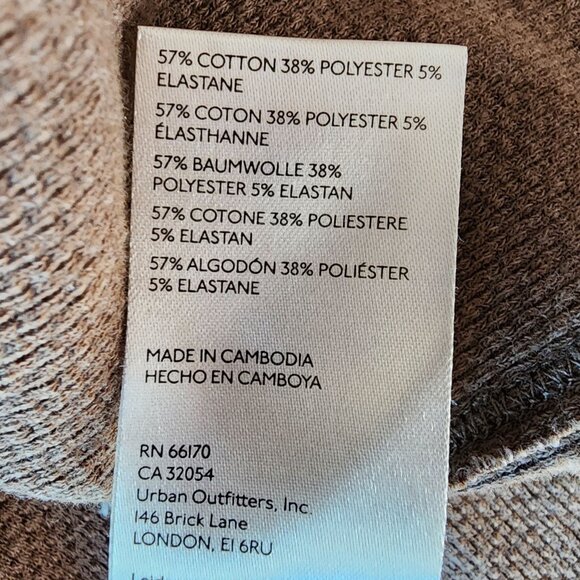 57% COTTON 38% POLYESTER 5%
ELASTANE
57% COTON 38% POLYESTER 5%
ÉLASTHANNE
57% BAUMWOLLE 38%
POLYESTER 5% ELASTAN
57% COTONE 38% POLIESTERE
5% ELASTAN
57% ALGODÓN 38% POLIÉSTER
5% ELASTANE
MADE IN CAMBODIA
HECHO EN CAMBOYA
RN 66170
CA 32054
Urban Outfitters, Inc.
146 Brick Lane
LONDON, E1 6RU